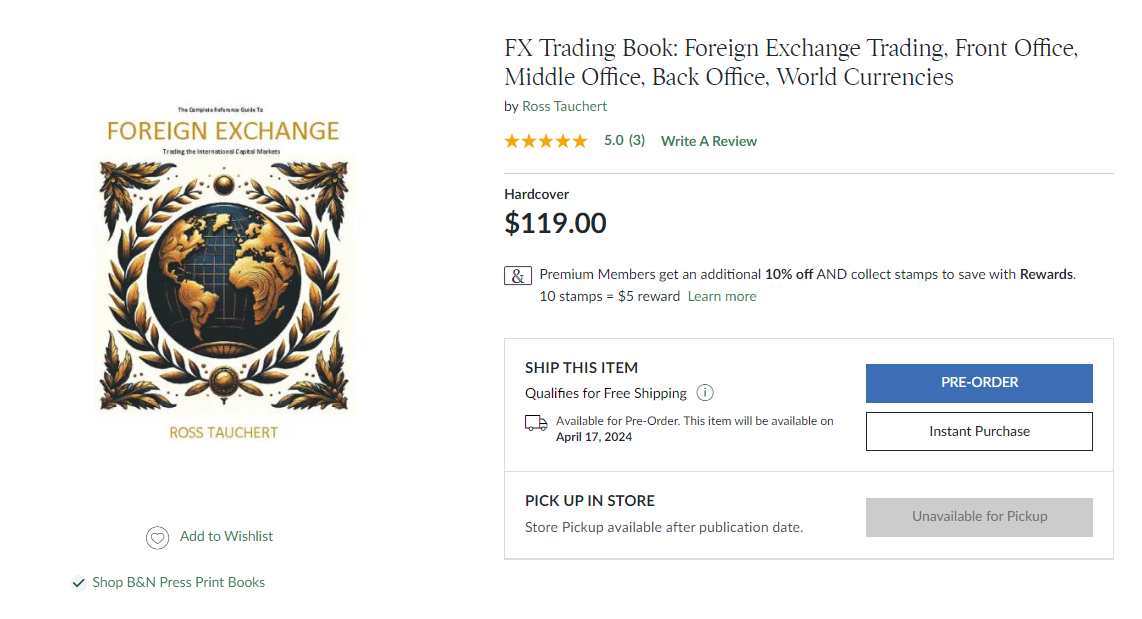 The Complete Reference Guide To
FOREIGN EXCHANGE
Trading the International Capital Markets
ROSS TAUCHERT
Add to Wishlist
Shop B&N Press Print Books
FX Trading Book: Foreign Exchange Trading, Front Office,
Middle Office, Back Office, World Currencies
by Ross Tauchert
5.0 (3) Write A Review
Hardcover
$119.00
& Premium Members get an additional 10% off AND collect stamps to save with Rewards.
10 stamps = $5 reward Learn more
SHIP THIS ITEM
Qualifies for Free Shipping i
Available for Pre-Order. This item will be available on
April 17, 2024
PRE-ORDER
Instant Purchase
PICK UP IN STORE
Store Pickup available after publication date.
Unavailable for Pickup